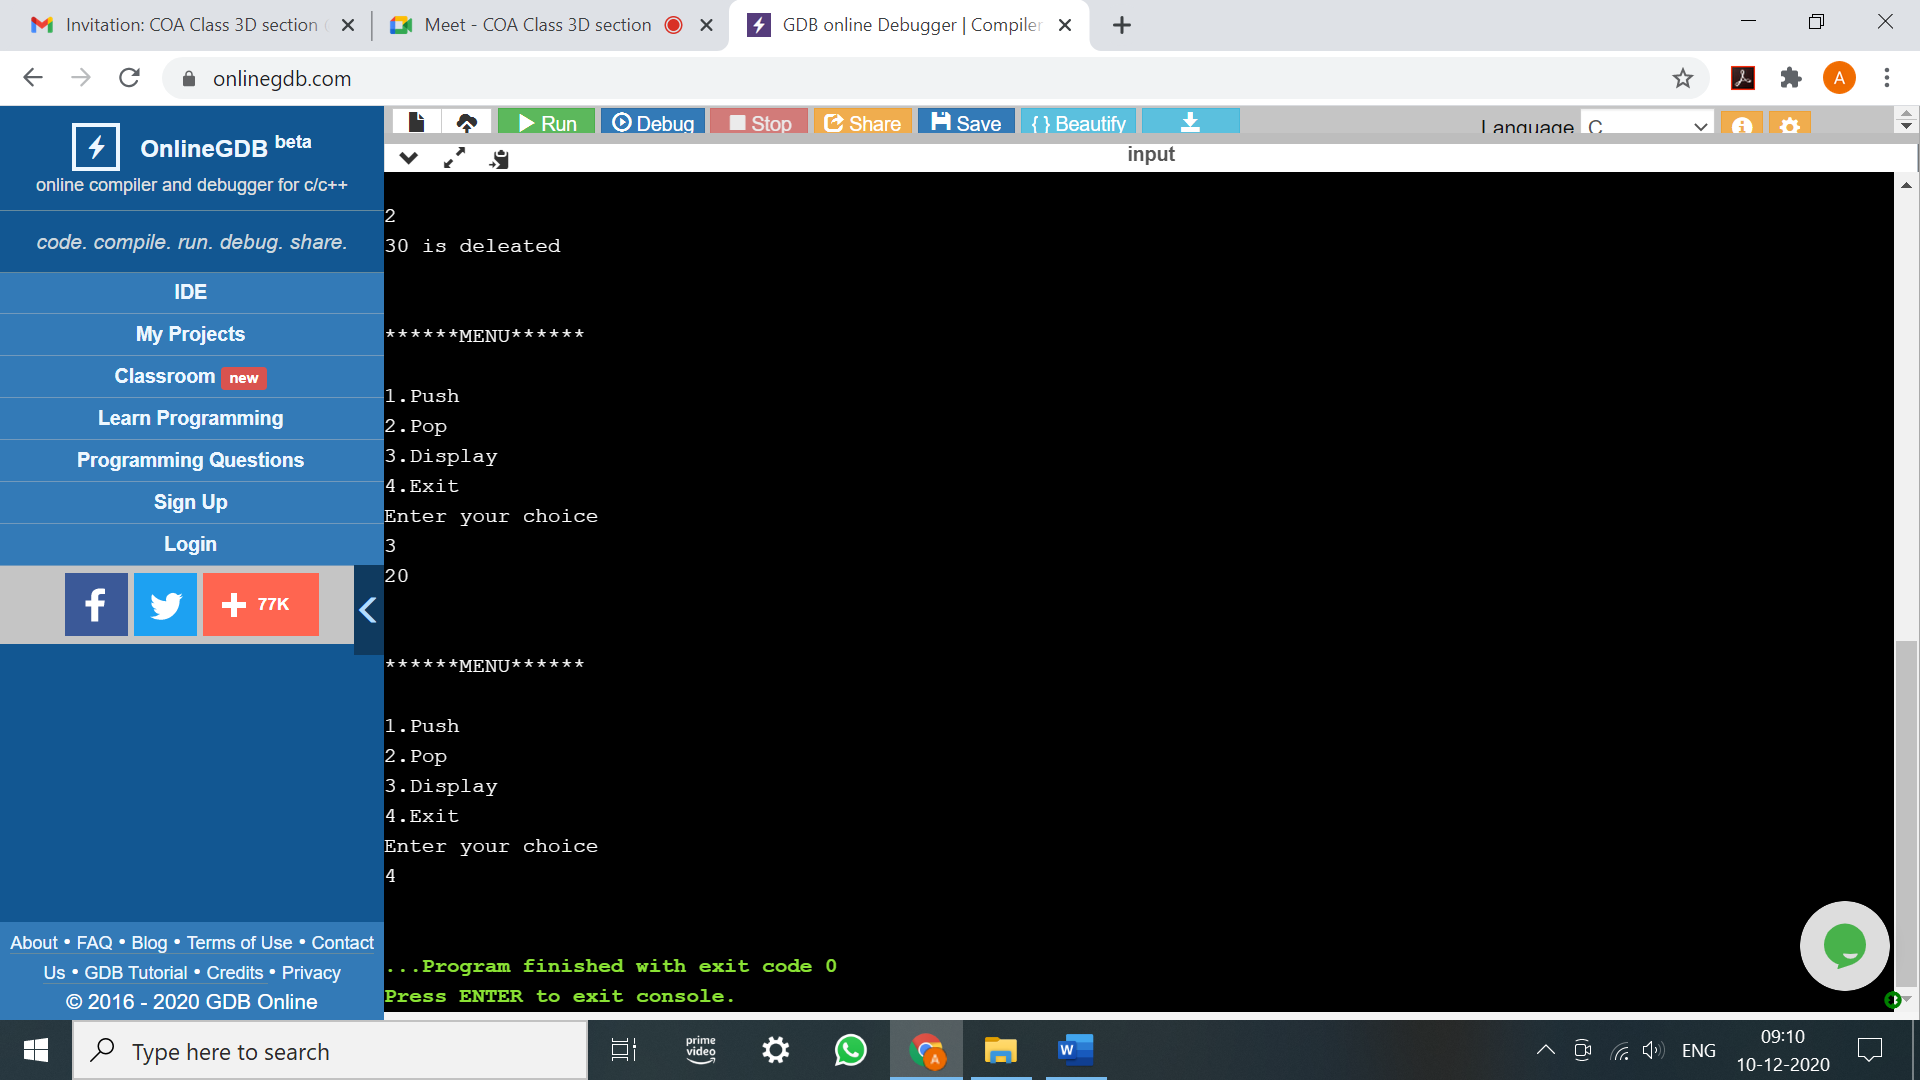 Invitation: COA Class 3D section
Meet - COA Class 3D section
GDB online Debugger | Compiler
onlinegdb.com
A
OnlineGDB beta
online compiler and debugger for c/c++
code. compile. run. debug. share.
IDE
My Projects
Classroom new
Learn Programming
Programming Questions
Sign Up
Login
77K
About • FAQ • Blog • Terms of Use • Contact
Us • GDB Tutorial • Credits • Privacy
© 2016 - 2020 GDB Online
Run Debug Stop Share Save { } Beautify
Language C
input
2
30 is deleated
******MENU******
1.Push
2.Pop
3.Display
4.Exit
Enter your choice
3
20
******MENU******
1.Push
2.Pop
3.Display
4.Exit
Enter your choice
4
...Program finished with exit code 0
Press ENTER to exit console.
Type here to search
prime
video
A
W
ENG
09:10
10-12-2020